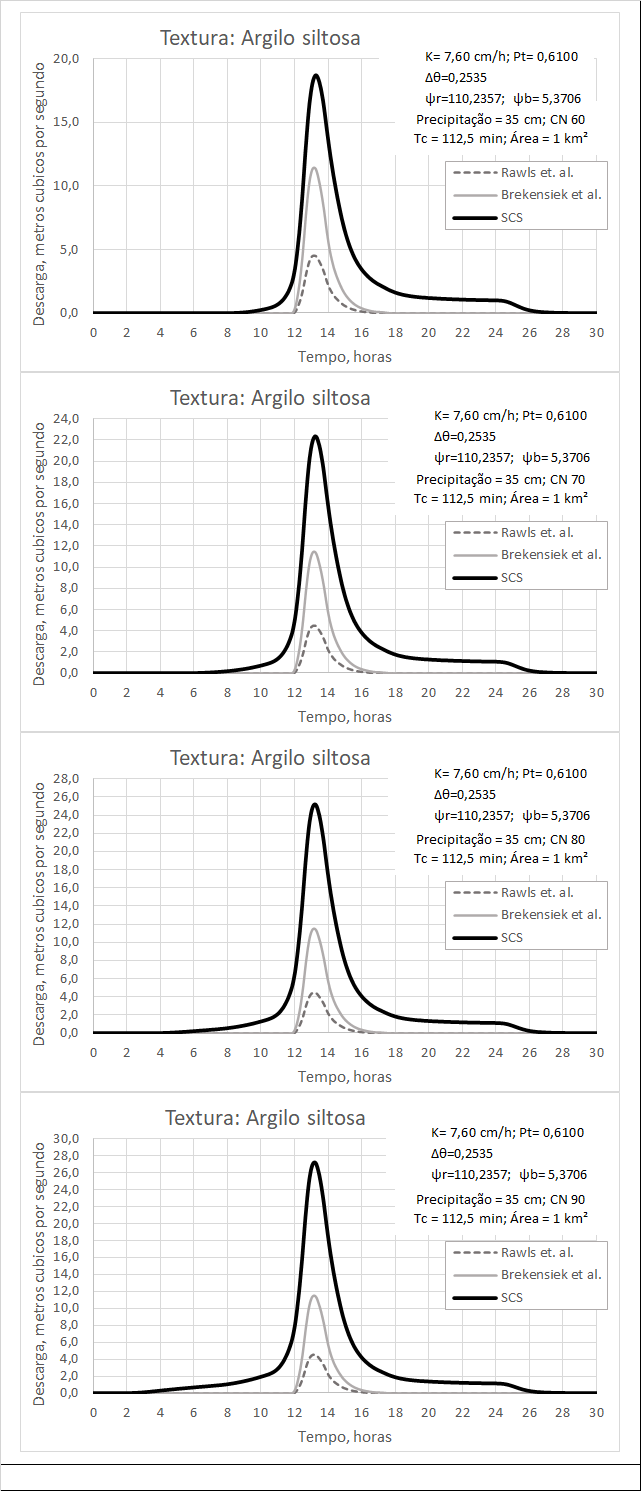 Textura: Argilo siltosa
K= 7,60 cm/h; Pt= 0,6100
Δθ=0,2535
ψr=110,2357; ψb= 5,3706
Precipitação = 35 cm; CN 60
Tc = 112,5 min; Área = 1 km²
Rawls et. al.
Brekensiek et al.
SCS
Descarga, metros cubicos por segundo
20,0
15,0
10,0
5,0
0,0
0 2 4 6 8 10 12 14 16 18 20 22 24 26 28 30
Tempo, horas
Textura: Argilo siltosa
K= 7,60 cm/h; Pt= 0,6100
Δθ=0,2535
ψr=110,2357; ψb= 5,3706
Precipitação = 35 cm; CN 70
Tc = 112,5 min; Área = 1 km²
Rawls et. al.
Brekensiek et al.
SCS
Descarga, metros cubicos por segundo
24,0
22,0
20,0
18,0
16,0
14,0
12,0
10,0
8,0
6,0
4,0
2,0
0,0
0 2 4 6 8 10 12 14 16 18 20 22 24 26 28 30
Tempo, horas
Textura: Argilo siltosa
K= 7,60 cm/h; Pt= 0,6100
Δθ=0,2535
ψr=110,2357; ψb= 5,3706
Precipitação = 35 cm; CN 80
Tc = 112,5 min; Área = 1 km²
Rawls et. al.
Brekensiek et al.
SCS
Descarga, metros cubicos por segundo
28,0
26,0
24,0
22,0
20,0
18,0
16,0
14,0
12,0
10,0
8,0
6,0
4,0
2,0
0,0
0 2 4 6 8 10 12 14 16 18 20 22 24 26 28 30
Tempo, horas
Textura: Argilo siltosa
K= 7,60 cm/h; Pt= 0,6100
Δθ=0,2535
ψr=110,2357; ψb= 5,3706
Precipitação = 35 cm; CN 90
Tc = 112,5 min; Área = 1 km²
Rawls et. al.
Brekensiek et al.
SCS
Descarga, metros cubicos por segundo
30,0
28,0
26,0
24,0
22,0
20,0
18,0
16,0
14,0
12,0
10,0
8,0
6,0
4,0
2,0
0,0
0 2 4 6 8 10 12 14 16 18 20 22 24 26 28 30
Tempo, horas